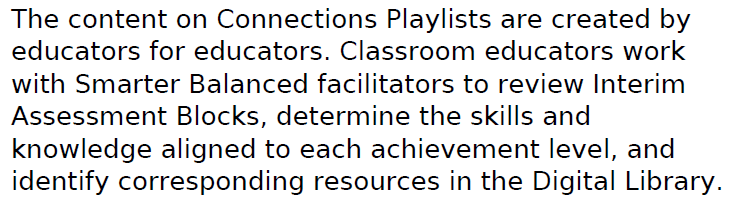 The content on Connections Playlists are created by
educators for educators. Classroom educators work
with Smarter Balanced facilitators to review Interim
Assessment Blocks, determine the skills and
knowledge aligned to each achievement level, and
identify corresponding resources in the Digital Library.